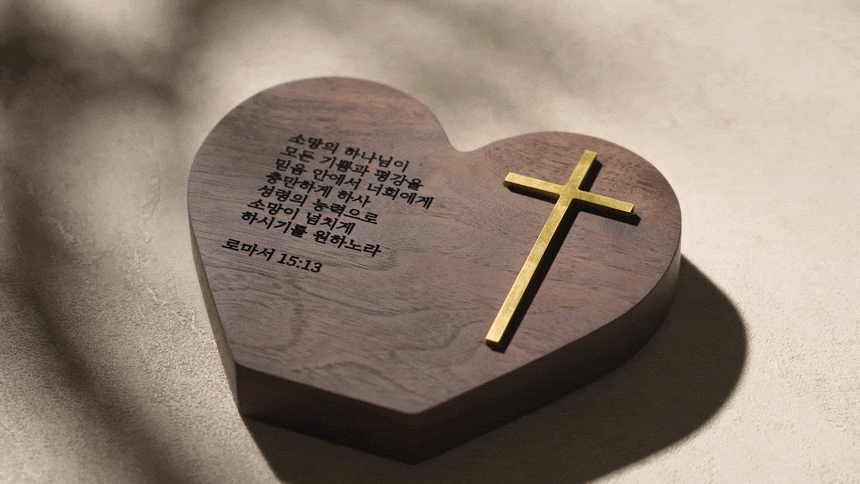 소망의 하나님이
모든 기쁨과 평강을
믿음 안에서 너희에게
충만하게 하사
성령의 능력으로
소망이 넘치게
하시기를 원하노라
로마서 15:13